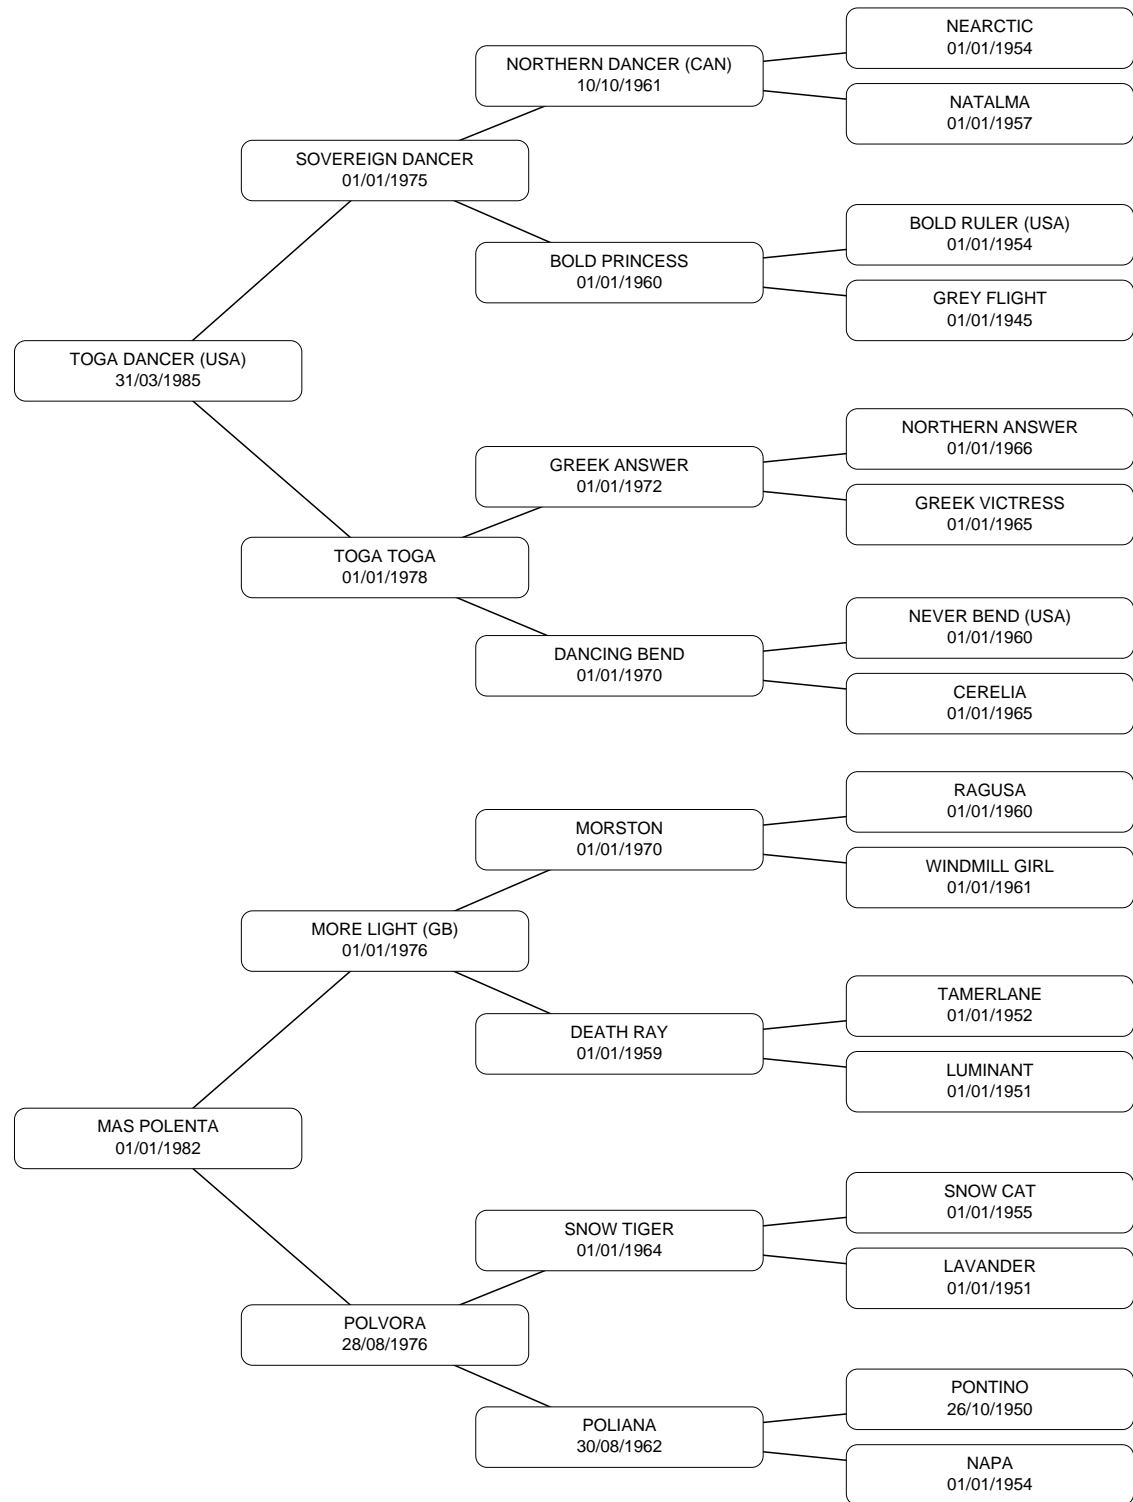 NEARCTIC
01/01/1954
NORTHERN DANCER (CAN)
10/10/1961
NATALMA
01/01/1957
SOVEREIGN DANCER
01/01/1975
BOLD RULER (USA)
01/01/1954
BOLD PRINCESS
01/01/1960
GREY FLIGHT
01/01/1945
TOGA DANCER (USA)
31/03/1985
NORTHERN ANSWER
01/01/1966
GREEK ANSWER
01/01/1972
GREEK VICTRESS
01/01/1965
TOGA TOGA
01/01/1978
NEVER BEND (USA)
01/01/1960
DANCING BEND
01/01/1970
CERELIA
01/01/1965
RAGUSA
01/01/1960
MORSTON
01/01/1970
WINDMILL GIRL
01/01/1961
MORE LIGHT (GB)
01/01/1976
TAMERLANE
01/01/1952
DEATH RAY
01/01/1959
LUMINANT
01/01/1951
MAS POLENTA
01/01/1982
SNOW CAT
01/01/1955
SNOW TIGER
01/01/1964
LAVANDER
01/01/1951
POLVORA
28/08/1976
PONTINO
26/10/1950
POLIANA
30/08/1962
NAPA
01/01/1954